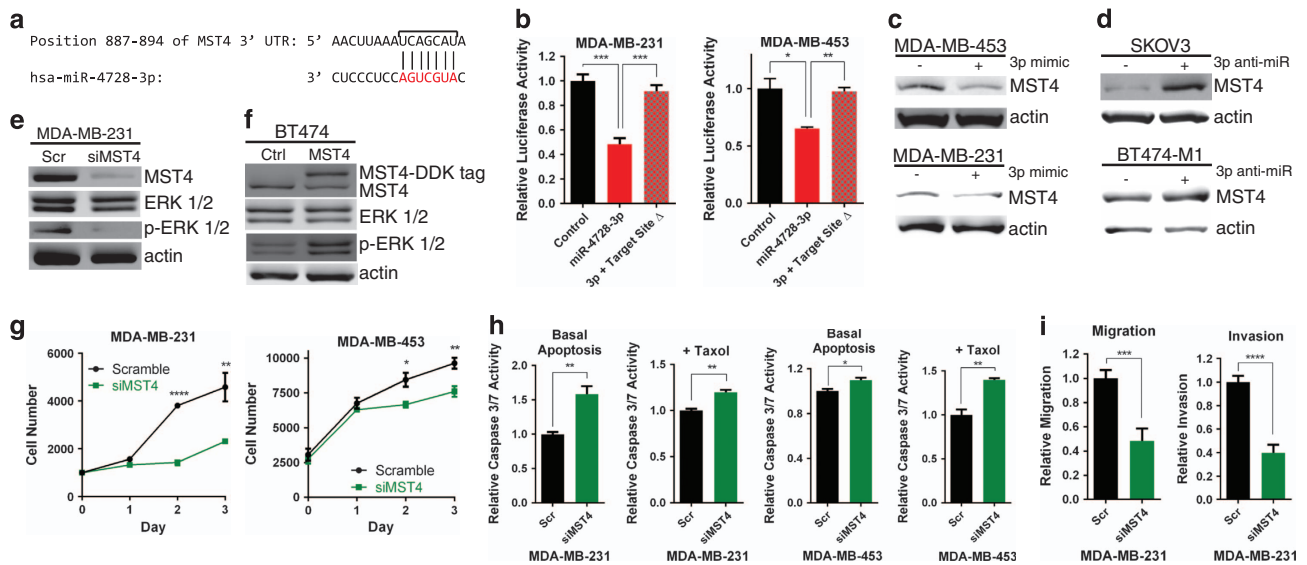 a
Position 887-894 of MST4 3’ UTR: 5’ AACUUAAAUCAGCAUA
hsa-miR-4728-3p: 3’ CUCCCUCCAGUCGUAC
b
MDA-MB-231
Relative Luciferase Activity
1.2
1.0
0.8
0.6
0.4
0.2
0.0
***
***
Control
miR-4728-3p
3p + Target Site Δ
MDA-MB-453
Relative Luciferase Activity
1.5
1.0
0.5
0.0
*
**
Control
miR-4728-3p
3p + Target Site Δ
c
MDA-MB-453
- + 3p mimic
MST4
actin
MDA-MB-231
- + 3p mimic
MST4
actin
d
SKOV3
- + 3p anti-miR
MST4
actin
BT474-M1
- + 3p anti-miR
MST4
actin
e
MDA-MB-231
Scr siMST4
MST4
ERK 1/2
p-ERK 1/2
actin
f
BT474
Ctrl MST4
MST4-DDK tag
MST4
ERK 1/2
p-ERK 1/2
actin
g
MDA-MB-231
Cell Number
6000
4000
2000
0
Scramble
siMST4
****
**
0 1 2 3
Day
MDA-MB-453
Cell Number
10000
7500
5000
2500
0
*
**
Scramble
siMST4
0 1 2 3
Day
h
Basal
Apoptosis
Relative Caspase 3/7 Activity
2.0
1.5
1.0
0.5
0.0
**
Scr
siMST4
MDA-MB-231
+ Taxol
Relative Caspase 3/7 Activity
2.0
1.5
1.0
0.5
0.0
**
Scr
siMST4
MDA-MB-231
Basal
Apoptosis
Relative Caspase 3/7 Activity
1.2
0.8
0.4
0.0
*
Scr
siMST4
MDA-MB-453
+ Taxol
Relative Caspase 3/7 Activity
1.5
1.0
0.5
0.0
**
Scr
siMST4
MDA-MB-453
i
Migration
Relative Migration
1.4
1.2
1.0
0.8
0.6
0.4
0.2
0.0
***
Scr
siMST4
MDA-MB-231
Invasion
Relative Invasion
1.2
1.0
0.8
0.6
0.4
0.2
0.0
****
Scr
siMST4
MDA-MB-231